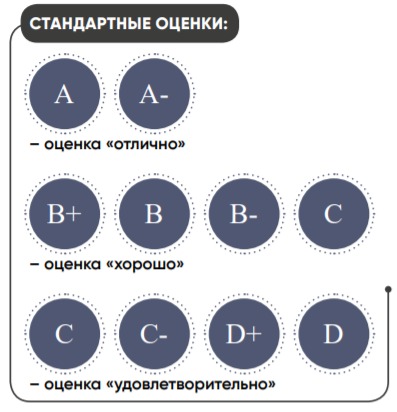 СТАНДАРТНЫЕ ОЦЕНКИ:
A A-
– оценка «отлично»
B+ B B- C
– оценка «хорошо»
C C- D+ D
– оценка «удовлетворительно»